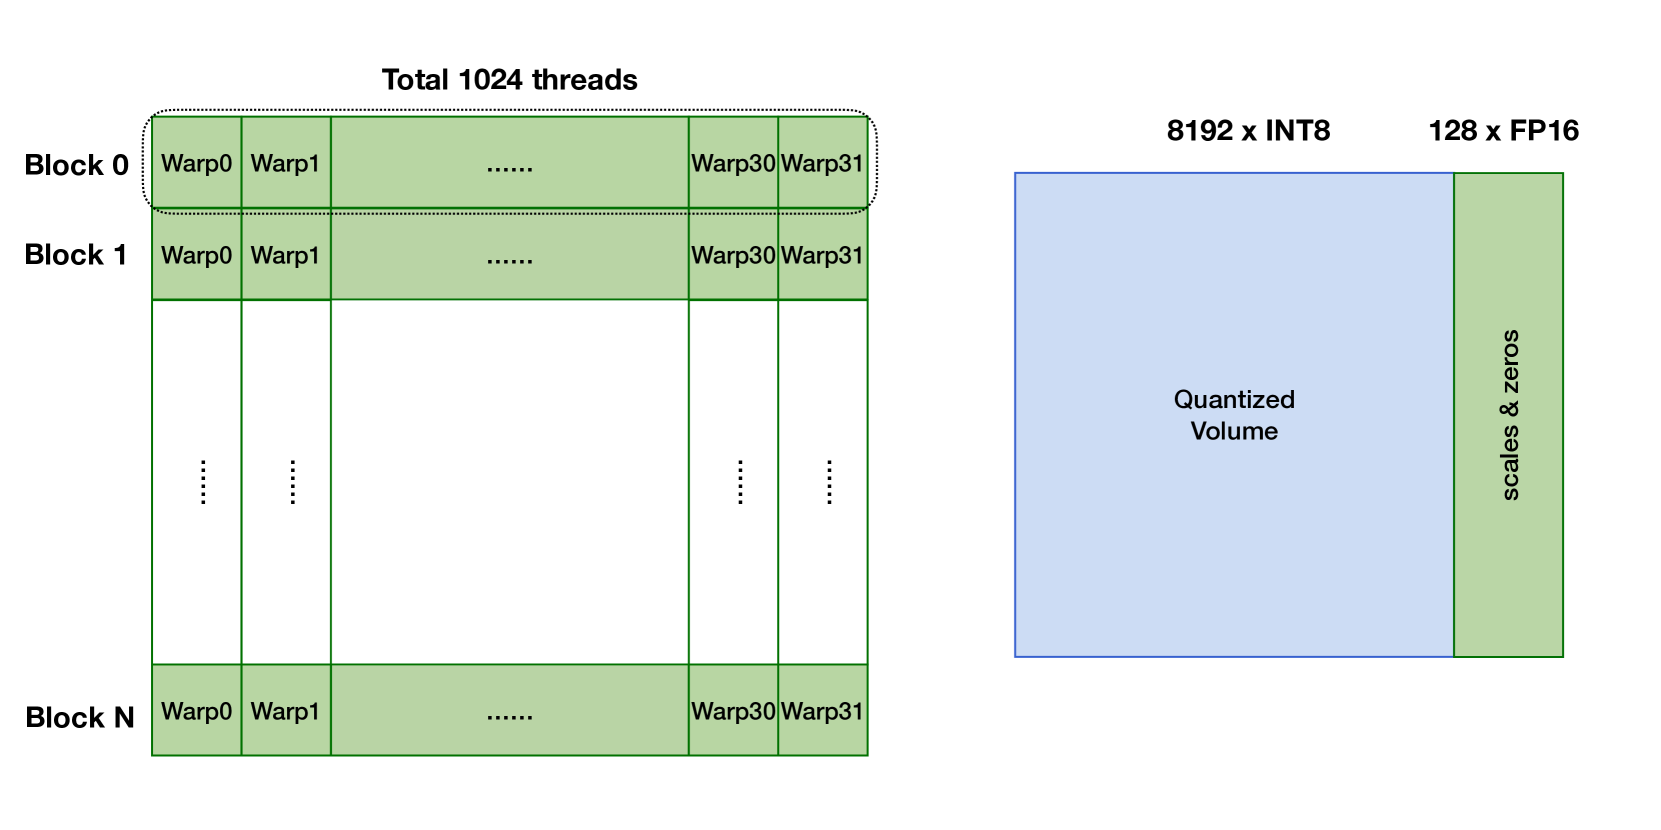 Total 1024 threads
Block 0
Warp0 Warp1 ...... Warp30 Warp31
Block 1
Warp0 Warp1 ...... Warp30 Warp31
...... ...... ...... ......
Block N
Warp0 Warp1 ...... Warp30 Warp31
8192 x INT8
128 x FP16
Quantized
Volume
scales & zeros